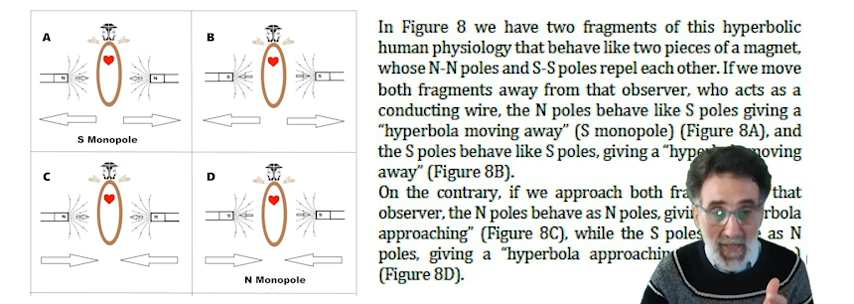 A
B
N
N
S
S
S Monopole
C
D
N
N
S
S
N Monopole
In Figure 8 we have two fragments of this hyperbolic
human physiology that behave like two pieces of a magnet,
whose N-N poles and S-S poles repel each other. If we move
both fragments away from that observer, who acts as a
conducting wire, the N poles behave like S poles giving a
“hyperbola moving away” (S monopole) (Figure 8A), and
the S poles behave like S poles, giving a moving
away” (Figure 8B).
On the contrary, if we approach both that
observer, the N poles behave as N poles,
approaching” (Figure 8C), while the S poles as N
poles, giving a “hyperbola
(Figure 8D).